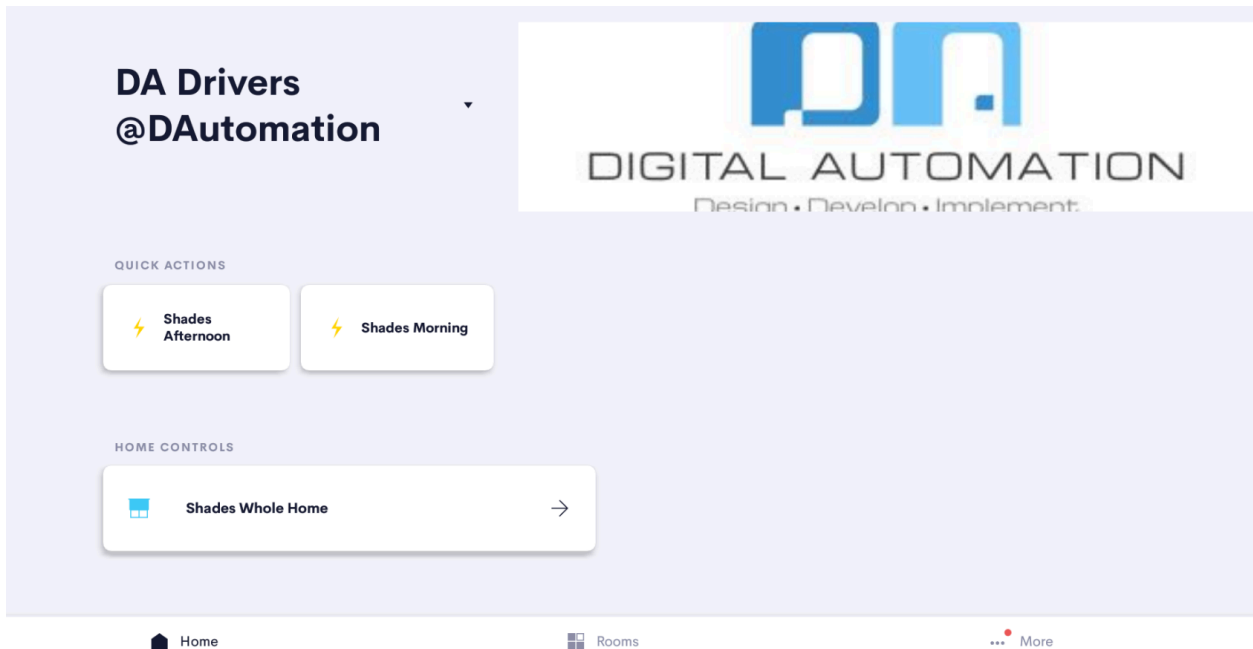 DA Drivers
@DAutomation
DIGITAL AUTOMATION
Design • Develop • Implement
QUICK ACTIONS
Shades
Afternoon
Shades Morning
HOME CONTROLS
Shades Whole Home
Home
Rooms
More